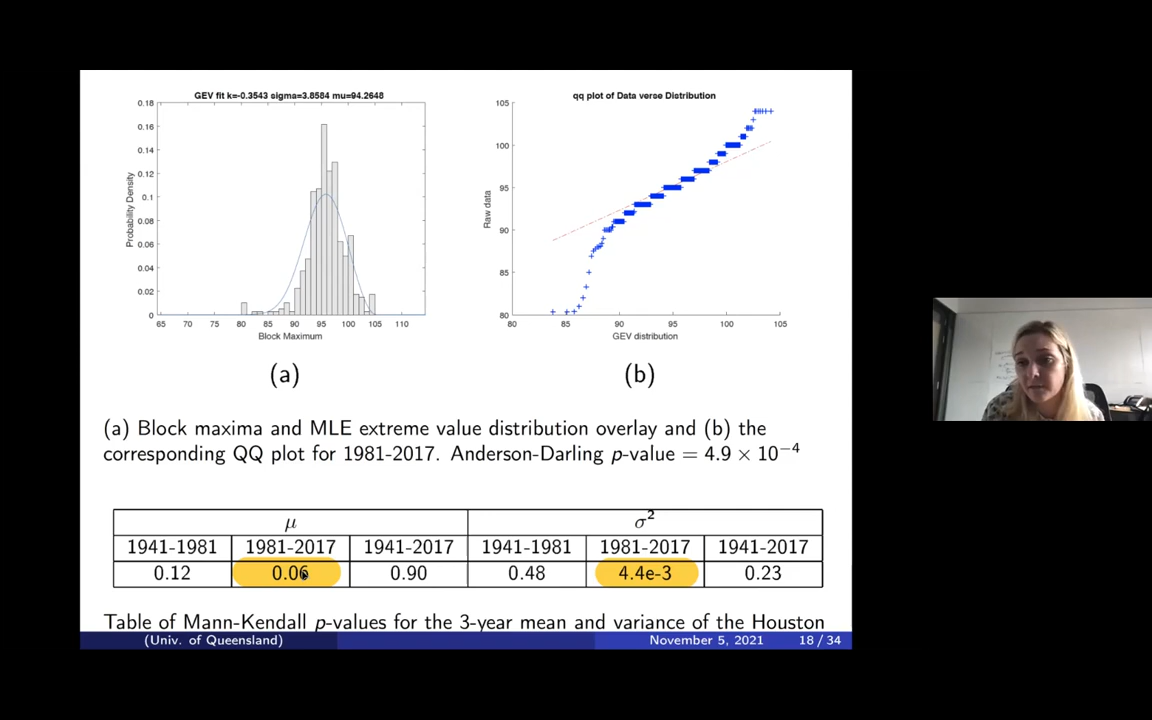 GEV fit k=-0.3543 sigma=3.8584 mu=94.2648
0.18
0.16
0.14
0.12
0.1
0.08
0.06
0.04
0.02
0
Probability Density
65 70 75 80 85 90 95 100 105 110
Block Maximum
(a)
qq plot of Data verse Distribution
105
100
95
90
85
80
Raw data
80 85 90 95 100 105
GEV distribution
(b)
(a) Block maxima and MLE extreme value distribution overlay and (b) the
corresponding QQ plot for 1981-2017. Anderson-Darling p-value = 4.9 × 10⁻⁴
μ σ²
1941-1981 1981-2017 1941-2017 1941-1981 1981-2017 1941-2017
0.12 0.06 0.90 0.48 4.4e-3 0.23
Table of Mann-Kendall p-values for the 3-year mean and variance of the Houston
(Univ. of Queensland) November 5, 2021 18 / 34